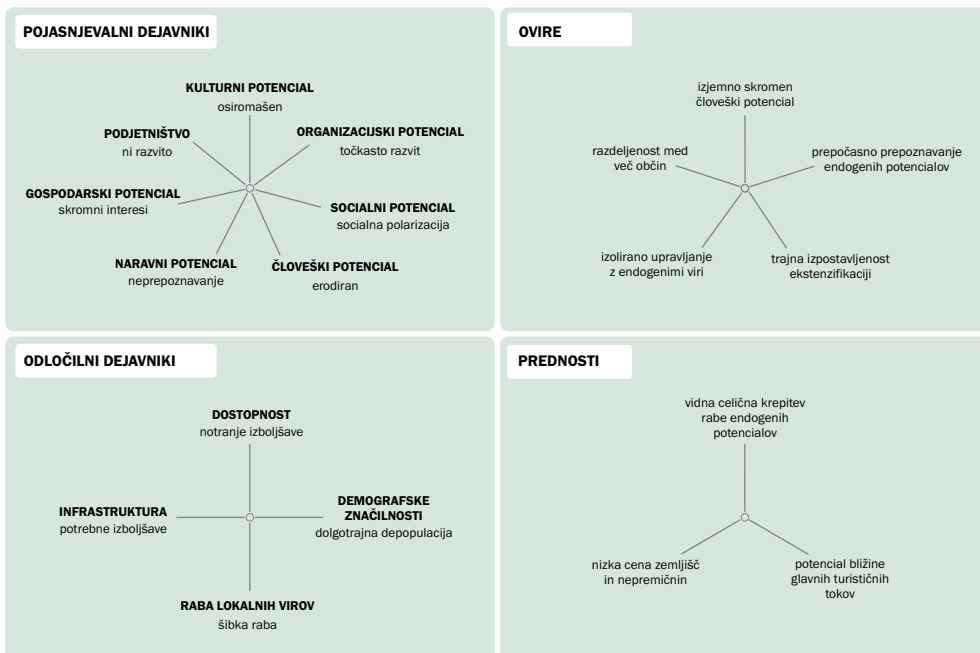 POJASNJEVALNI DEJAVNIKI
KULTURNI POTENCIAL
osiromašen
PODJETNIŠTVO
ni razvito
ORGANIZACIJSKI POTENCIAL
točkasto razvit
GOSPODARSKI POTENCIAL
skromni interesi
SOCIALNI POTENCIAL
socialna polarizacija
NARAVNI POTENCIAL
neprepoznavanje
ČLOVEŠKI POTENCIAL
erodiran
OVIRE
izjemno skromen
človeški potencial
razdeljenost med
več občin
prepočasno prepoznavanje
endogenih potencialov
izolirano upravljanje
z endogenimi viri
trajna izpostavljenost
ekstenzifikaciji
ODLOČILNI DEJAVNIKI
DOSTOPNOST
notranje izboljšave
INFRASTRUKTURA
potrebne izboljšave
DEMOGRAFSKE
ZNAČILNOSTI
dolgotrajna depopulacija
RABA LOKALNIH VIROV
šibka raba
PREDNOSTI
vidna celična krepitev
rabe endogenih
potencialov
nizka cena zemljišč
in nepremičnin
potencial bližine
glavnih turističnih
tokov